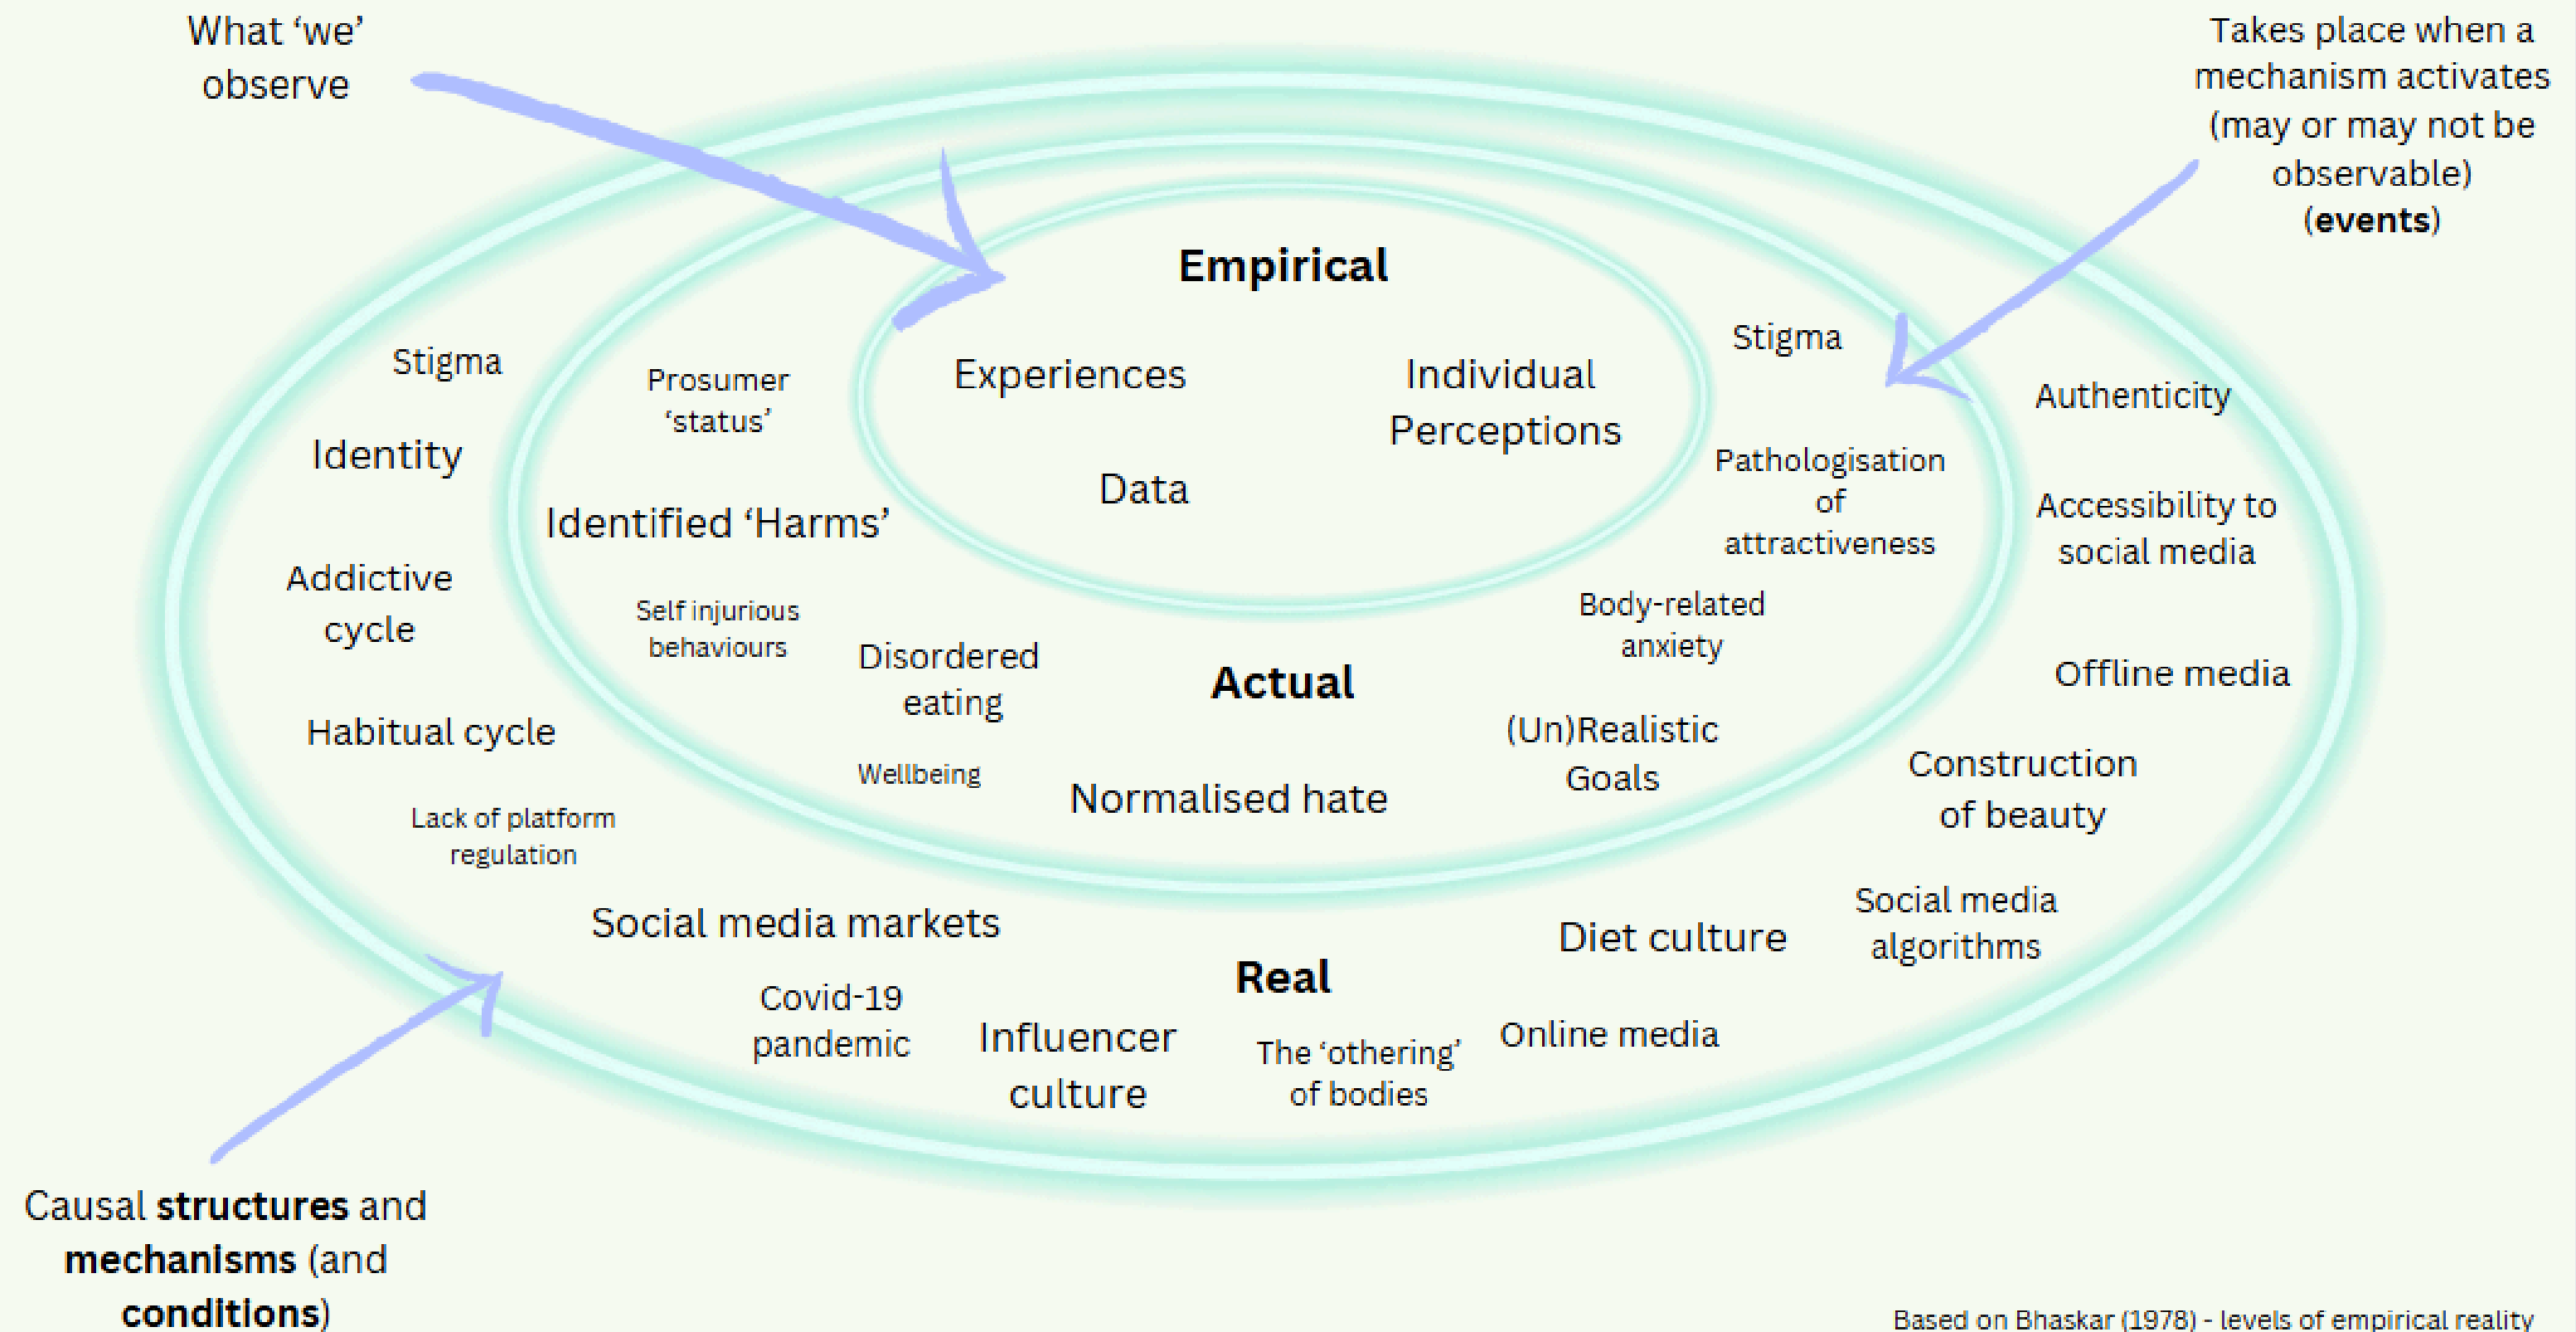 What ‘we’
observe
Takes place when a
mechanism activates
(may or may not be
observable)
(events)
Empirical
Experiences
Individual
Perceptions
Data
Stigma
Prosumer
‘status’
Stigma
Authenticity
Identity
Identified ‘Harms’
Pathologisation
of
attractiveness
Accessibility to
social media
Addictive
cycle
Self injurious
behaviours
Disordered
eating
Actual
Body-related
anxiety
Offline media
Habitual cycle
Wellbeing
Normalised hate
(Un)Realistic
Goals
Construction
of beauty
Lack of platform
regulation
Social media markets
Real
Diet culture
Social media
algorithms
Covid-19
pandemic
Influencer
culture
The ‘othering’
of bodies
Online media
Causal structures and
mechanisms (and
conditions)
Based on Bhaskar (1978) - levels of empirical reality